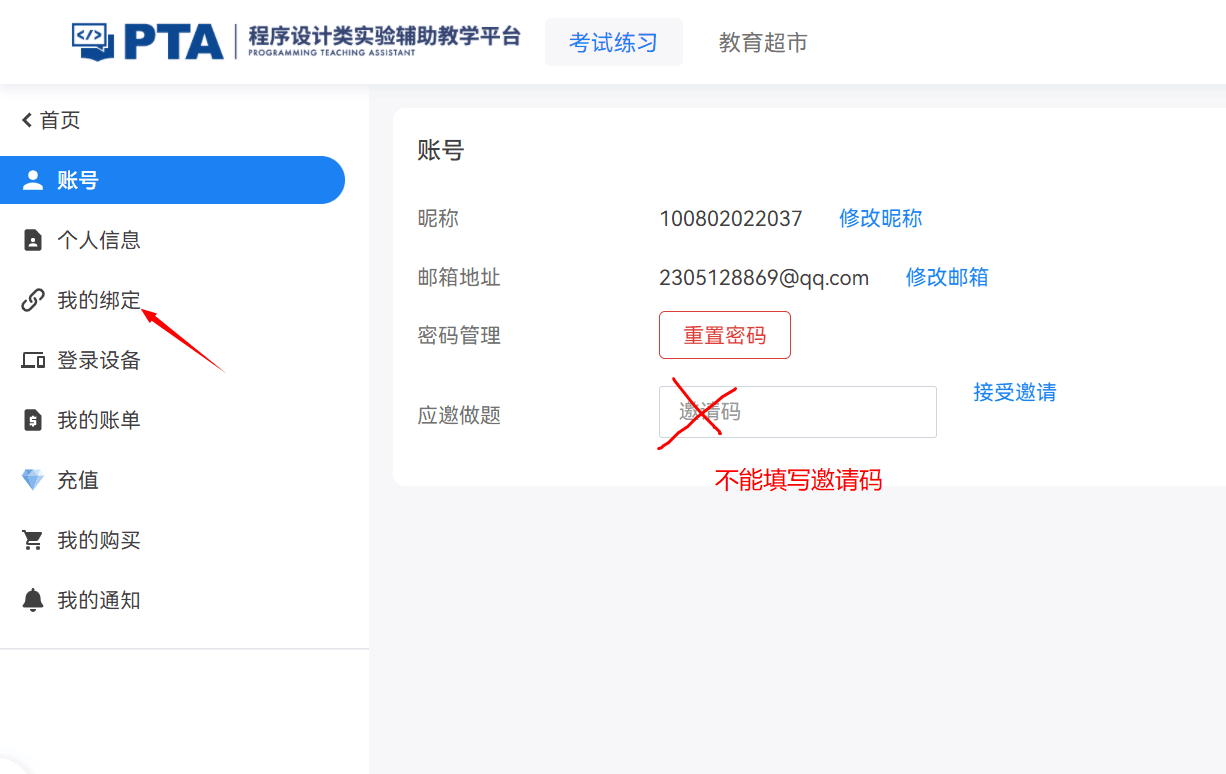 PTA 程序设计类实验辅助教学平台
PROGRAMMING TEACHING ASSISTANT
考试练习 教育超市
首页
账号
个人信息
我的绑定
登录设备
我的账单
充值
我的购买
我的通知
账号
昵称 100802022037 修改昵称
邮箱地址 2305128869@qq.com 修改邮箱
密码管理 重置密码
应邀做题 邀请码 接受邀请
不能填写邀请码